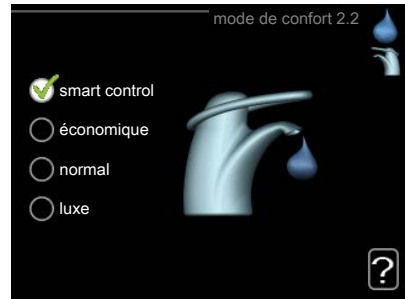 mode de confort 2.2
smart control
économique
normal
luxe
?